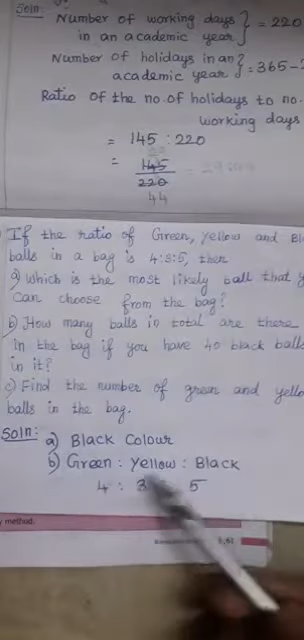 Soln:
Number of working days
in an academic year } = 220
Number of holidays in an
academic year } = 365 -
Ratio of the no. of holidays to no.
working days
= 145 : 220
= 145
220
44
If the ratio of Green, yellow and
balls in a bag is 4:3:5, then
a) which is the most likely ball that
can choose from the bag?
b) How many balls in total are there
in the bag if you have 40 black balls
in it?
c) Find the number of green and
balls in the bag.
Soln: a) Black Colour
b) Green : yellow : Black
4 : 3 5
method.